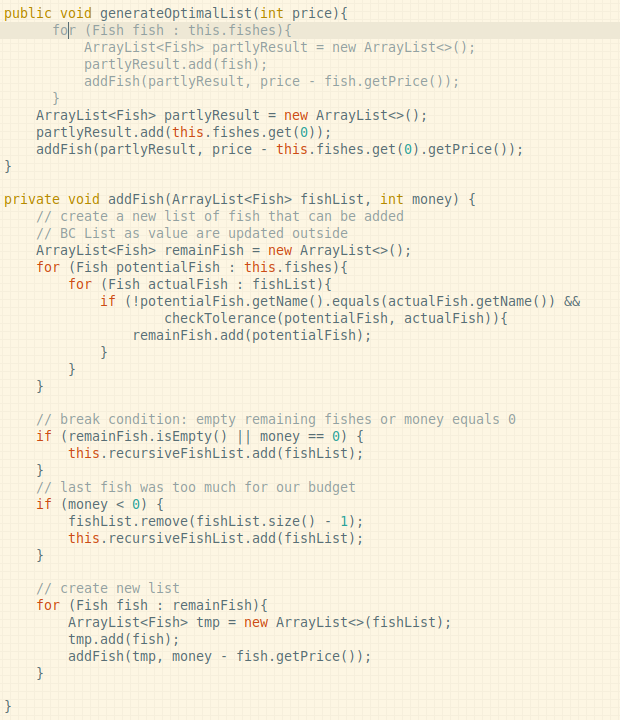 public void generateOptimalList(int price){
for (Fish fish : this.fishes){
ArrayList<Fish> partlyResult = new ArrayList<>();
partlyResult.add(fish);
addFish(partlyResult, price - fish.getPrice());
}
ArrayList<Fish> partlyResult = new ArrayList<>();
partlyResult.add(this.fishes.get(0));
addFish(partlyResult, price - this.fishes.get(0).getPrice());
}
private void addFish(ArrayList<Fish> fishList, int money) {
// create a new list of fish that can be added
// BC List as value are updated outside
ArrayList<Fish> remainFish = new ArrayList<>();
for (Fish potentialFish : this.fishes){
for (Fish actualFish : fishList){
if (!potentialFish.getName().equals(actualFish.getName()) &&
checkTolerance(potentialFish, actualFish)){
remainFish.add(potentialFish);
}
}
}
// break condition: empty remaining fishes or money equals 0
if (remainFish.isEmpty() || money == 0) {
this.recursiveFishList.add(fishList);
}
// last fish was too much for our budget
if (money < 0) {
fishList.remove(fishList.size() - 1);
this.recursiveFishList.add(fishList);
}
// create new list
for (Fish fish : remainFish){
ArrayList<Fish> tmp = new ArrayList<>(fishList);
tmp.add(fish);
addFish(tmp, money - fish.getPrice());
}
}